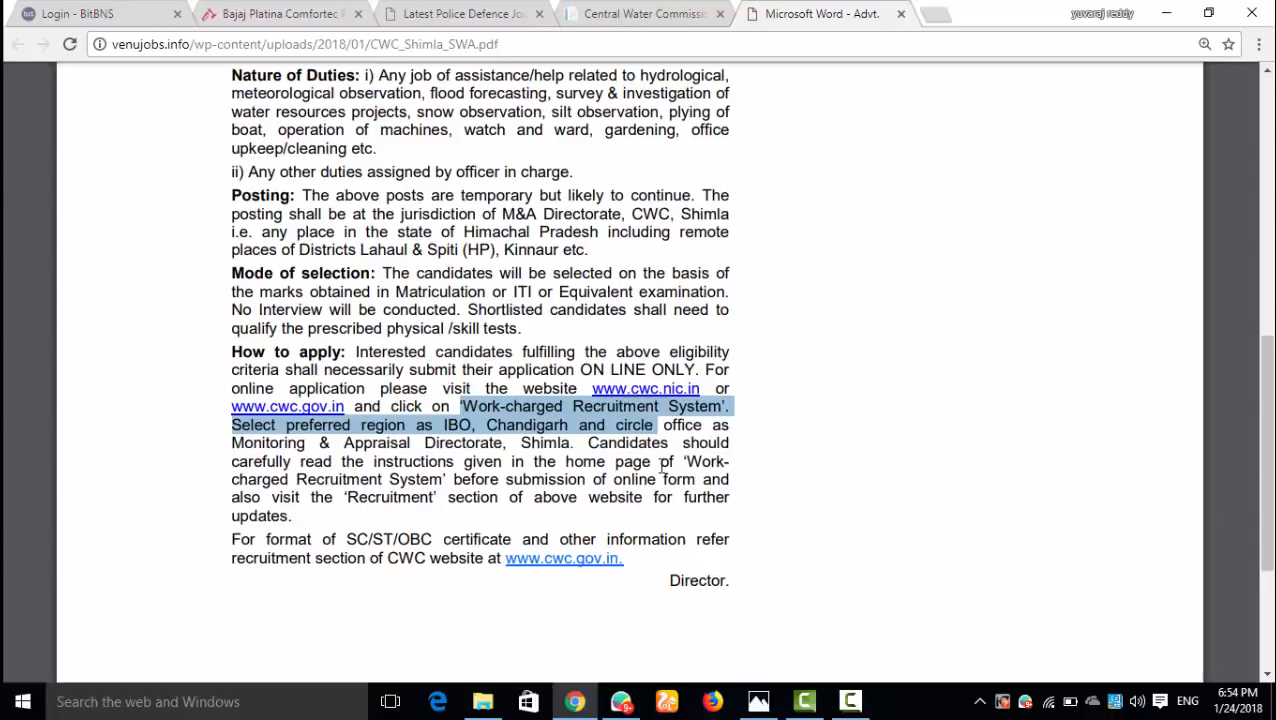 Login - BitBNS
Bajaj Platina Comfortec F
Latest Police Defence Jo
Central Water Commissi
Microsoft Word - Advt.
yuvaraj reddy
venujobs.info/wp-content/uploads/2018/01/CWC_Shimla_SWA.pdf
Nature of Duties: i) Any job of assistance/help related to hydrological,
meteorological observation, flood forecasting, survey & investigation of
water resources projects, snow observation, silt observation, plying of
boat, operation of machines, watch and ward, gardening, office
upkeep/cleaning etc.
ii) Any other duties assigned by officer in charge.
Posting: The above posts are temporary but likely to continue. The
posting shall be at the jurisdiction of M&A Directorate, CWC, Shimla
i.e. any place in the state of Himachal Pradesh including remote
places of Districts Lahaul & Spiti (HP), Kinnaur etc.
Mode of selection: The candidates will be selected on the basis of
the marks obtained in Matriculation or ITI or Equivalent examination.
No Interview will be conducted. Shortlisted candidates shall need to
qualify the prescribed physical /skill tests.
How to apply: Interested candidates fulfilling the above eligibility
criteria shall necessarily submit their application ON LINE ONLY. For
online application please visit the website www.cwc.nic.in or
www.cwc.gov.in and click on ‘Work-charged Recruitment System’.
Select preferred region as IBO, Chandigarh and circle office as
Monitoring & Appraisal Directorate, Shimla. Candidates should
carefully read the instructions given in the home page of ‘Work-
charged Recruitment System’ before submission of online form and
also visit the ‘Recruitment’ section of above website for further
updates.
For format of SC/ST/OBC certificate and other information refer
recruitment section of CWC website at www.cwc.gov.in.
Director.
Search the web and Windows
ENG
6:54 PM
1/24/2018